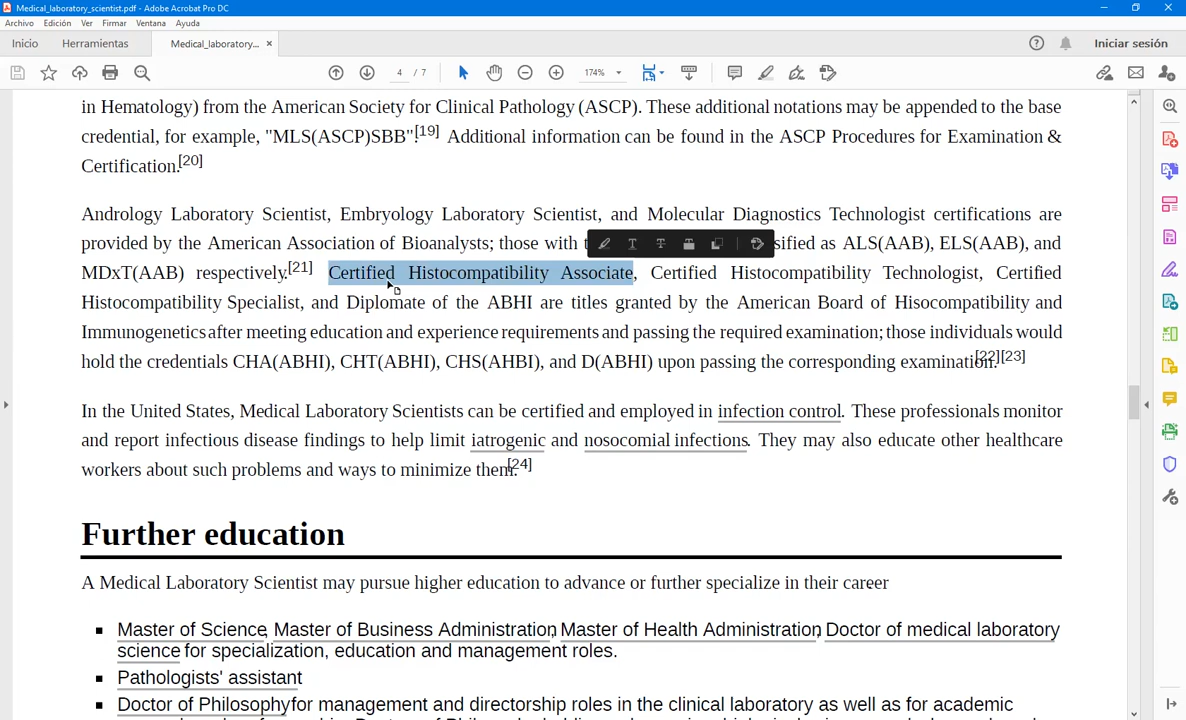 Medical_laboratory_scientist.pdf - Adobe Acrobat Pro DC
Archivo Edición Ver Firmar Ventana Ayuda
Inicio Herramientas Medical_laboratory... × Iniciar sesión
4 / 7 174%
in Hematology) from the American Society for Clinical Pathology (ASCP). These additional notations may be appended to the base
credential, for example, "MLS(ASCP)SBB".[19] Additional information can be found in the ASCP Procedures for Examination &
Certification.[20]
Andrology Laboratory Scientist, Embryology Laboratory Scientist, and Molecular Diagnostics Technologist certifications are
provided by the American Association of Bioanalysts; those with sified as ALS(AAB), ELS(AAB), and
MDxT(AAB) respectively.[21] Certified Histocompatibility Associate, Certified Histocompatibility Technologist, Certified
Histocompatibility Specialist, and Diplomate of the ABHI are titles granted by the American Board of Hisocompatibility and
Immunogenetics after meeting education and experience requirements and passing the required examination; those individuals would
hold the credentials CHA(ABHI), CHT(ABHI), CHS(AHBI), and D(ABHI) upon passing the corresponding examination.[22][23]
In the United States, Medical Laboratory Scientists can be certified and employed in infection control. These professionals monitor
and report infectious disease findings to help limit iatrogenic and nosocomial infections. They may also educate other healthcare
workers about such problems and ways to minimize them.[24]
Further education
A Medical Laboratory Scientist may pursue higher education to advance or further specialize in their career
Master of Science, Master of Business Administration, Master of Health Administration, Doctor of medical laboratory
science for specialization, education and management roles.
Pathologists' assistant
Doctor of Philosophy for management and directorship roles in the clinical laboratory as well as for academic